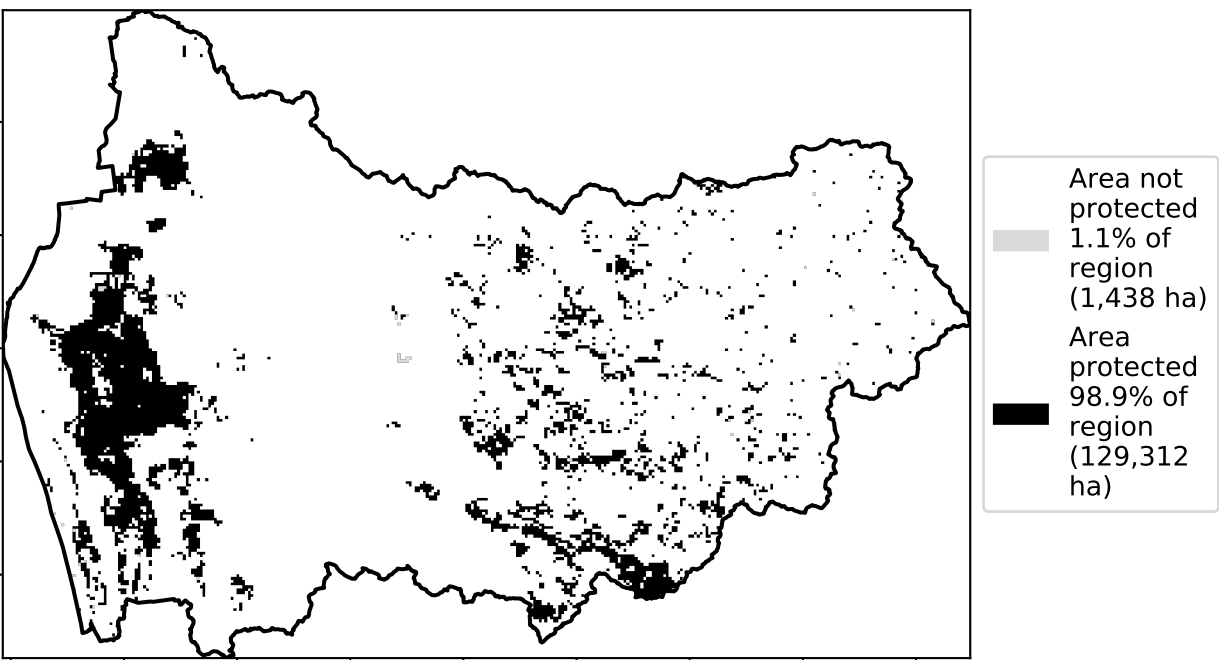 Area not
protected
1.1% of
region
(1,438 ha)
Area
protected
98.9% of
region
(129,312
ha)